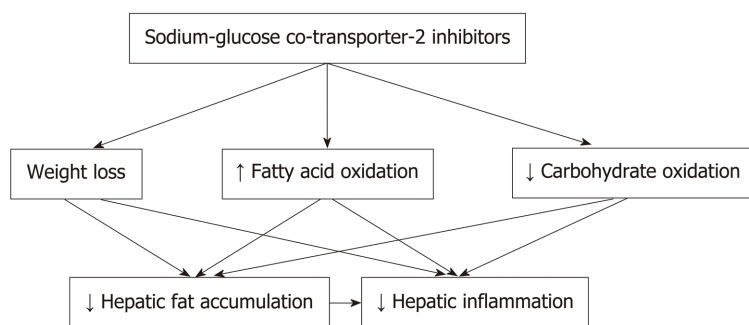 Sodium-glucose co-transporter-2 inhibitors
Weight loss
↑ Fatty acid oxidation
↓ Carbohydrate oxidation
↓ Hepatic fat accumulation
↓ Hepatic inflammation